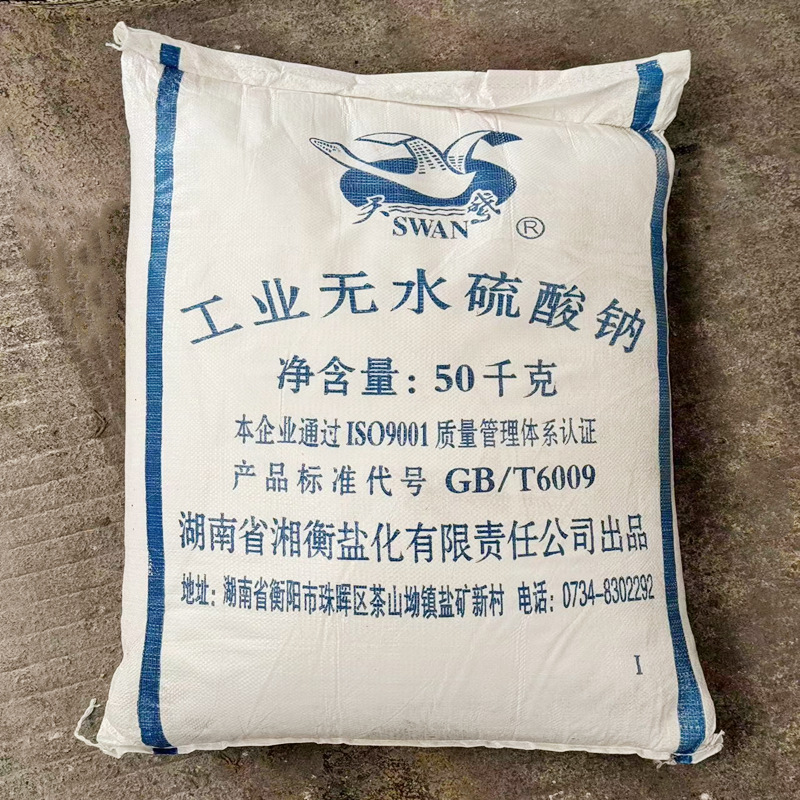 天鹅
SWAN ®
工业无水硫酸钠
净含量：50千克
本企业通过ISO9001质量管理体系认证
产品标准代号 GB/T6009
湖南省湘衡盐化有限责任公司出品
地址：湖南省衡阳市珠晖区茶山坳镇盐矿新村 电话：0734-8302292
I